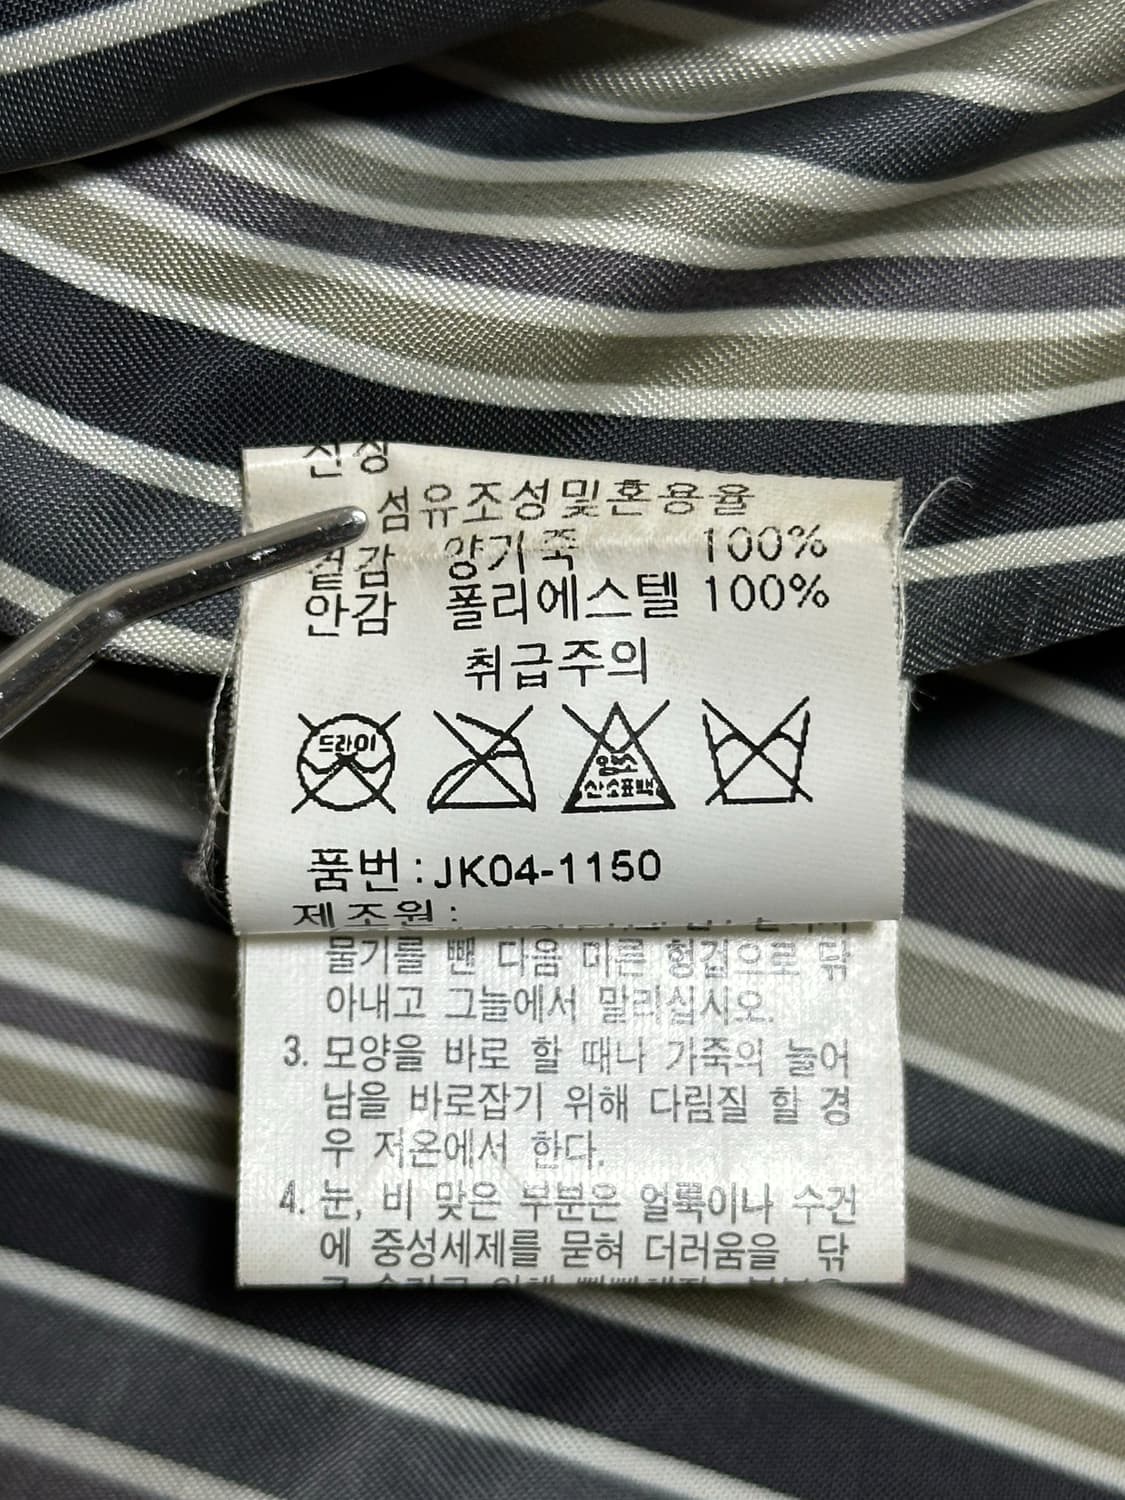 신장
섬유조성및혼용율
겉감 양가죽 100%
안감 폴리에스텔 100%
취급주의
드라이
염소
산소표백
품번:JK04-1150
제조원:
물기를 뺀 다음 마른 헝겊으로 닦
아내고 그늘에서 말리십시오.
3. 모양을 바로 할 때나 가죽의 늘어
남을 바로잡기 위해 다림질 할 경
우 저온에서 한다.
4. 눈, 비 맞은 부분은 얼룩이나 수건
에 중성세제를 묻혀 더러움을 닦